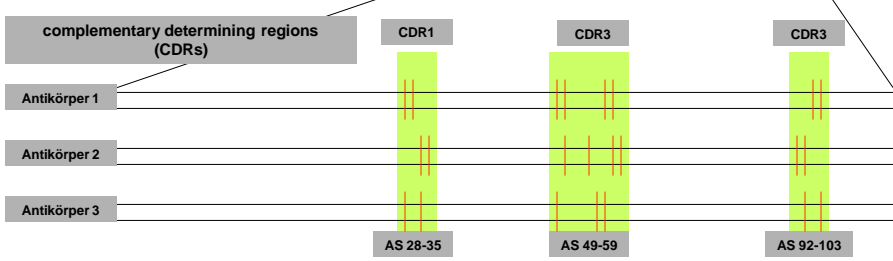 complementary determining regions
(CDRs)
CDR1
CDR3
CDR3
Antikörper 1
Antikörper 2
Antikörper 3
AS 28-35
AS 49-59
AS 92-103